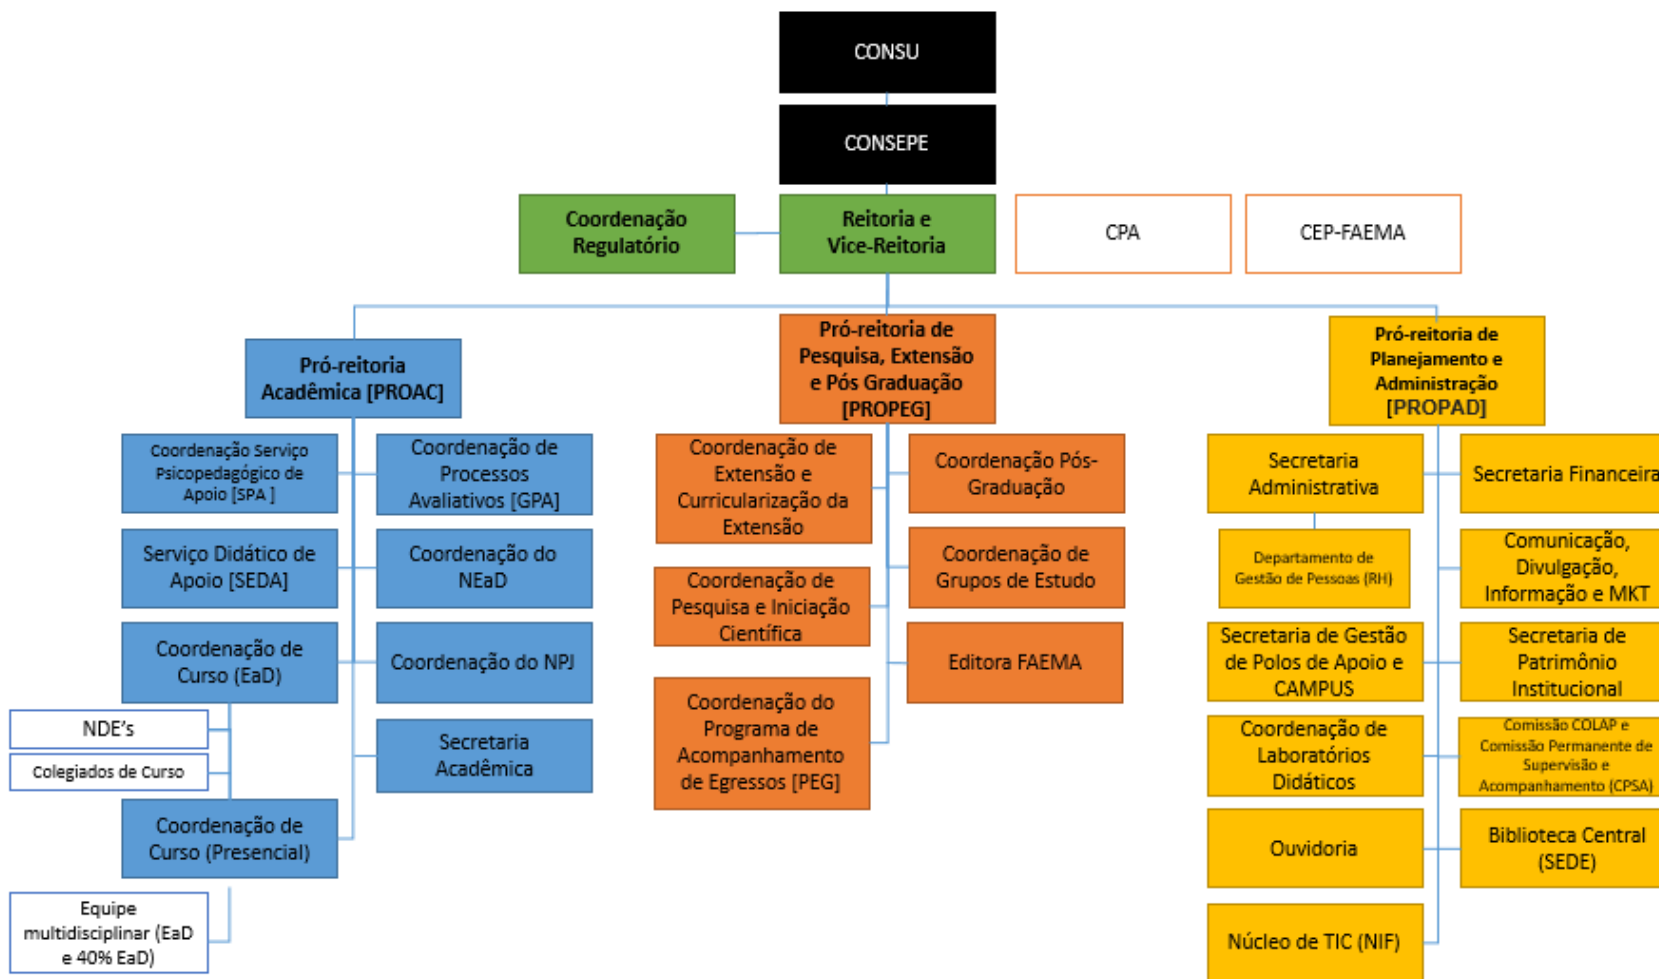 CONSU
CONSEPE
Coordenação
Regulatório
Reitoria e
Vice-Reitoria
CPA
CEP-FAEMA
Pró-reitoria
Acadêmica [PROAC]
Pró-reitoria de
Pesquisa, Extensão
e Pós Graduação
[PROPEG]
Pró-reitoria de
Planejamento e
Administração
[PROPAD]
Coordenação Serviço
Psicopedagógico de
Apoio [SPA ]
Coordenação de
Processos
Avaliativos [GPA]
Serviço Didático de
Apoio [SEDA]
Coordenação do
NEaD
Coordenação de
Curso (EaD)
Coordenação do NPJ
NDE's
Colegiados de Curso
Secretaria
Acadêmica
Coordenação de
Curso (Presencial)
Equipe
multidisciplinar (EaD
e 40% EaD)
Coordenação de
Extensão e
Curricularização da
Extensão
Coordenação Pós-
Graduação
Coordenação de
Pesquisa e Iniciação
Científica
Coordenação de
Grupos de Estudo
Editora FAEMA
Coordenação do
Programa de
Acompanhamento
de Egressos [PEG]
Secretaria
Administrativa
Secretaria Financeira
Departamento de
Gestão de Pessoas (RH)
Comunicação,
Divulgação,
Informação e MKT
Secretaria de Gestão
de Polos de Apoio e
CAMPUS
Secretaria de
Patrimônio
Institucional
Coordenação de
Laboratórios
Didáticos
Comissão COLAP e
Comissão Permanente de
Supervisão e
Acompanhamento (CPSA)
Ouvidoria
Biblioteca Central
(SEDE)
Núcleo de TIC (NIF)